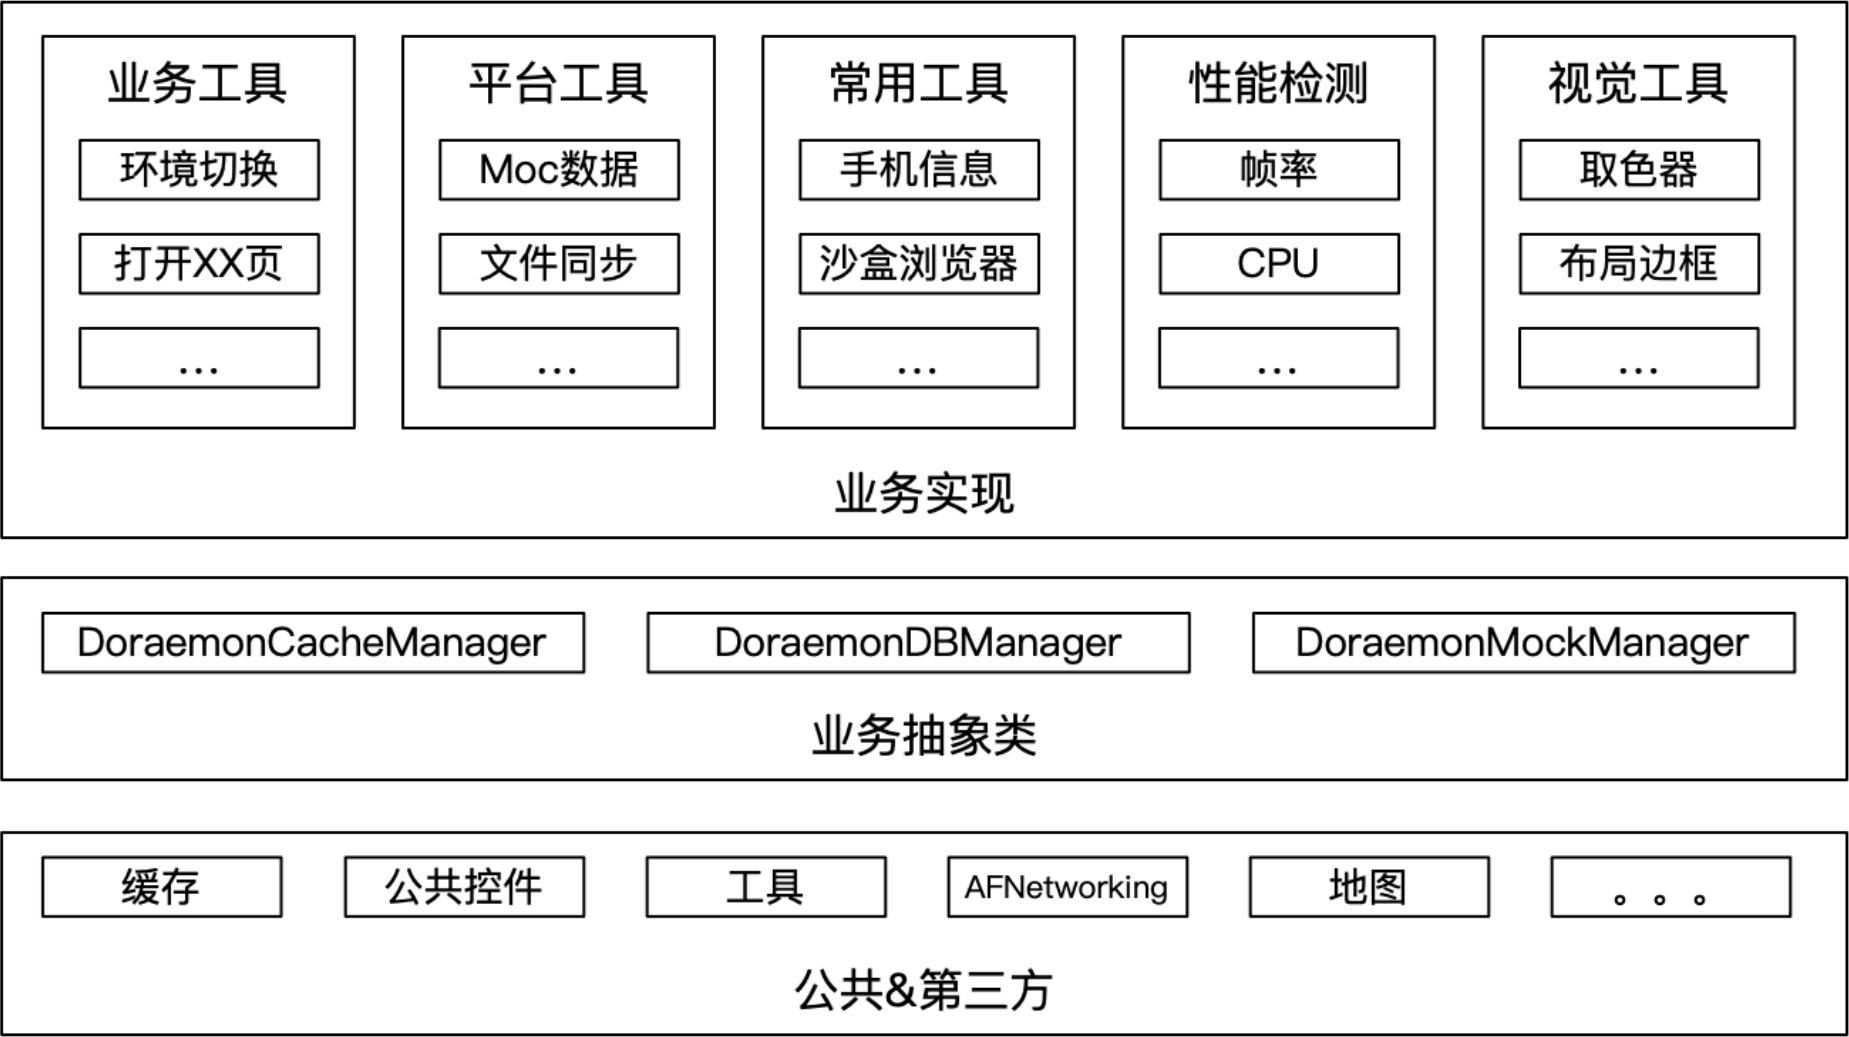 业务工具
环境切换
打开XX页
...
平台工具
Moc数据
文件同步
...
常用工具
手机信息
沙盒浏览器
...
性能检测
帧率
CPU
...
视觉工具
取色器
布局边框
...
业务实现
DoraemonCacheManager
DoraemonDBManager
DoraemonMockManager
业务抽象类
缓存
公共控件
工具
AFNetworking
地图
。。。
公共&第三方